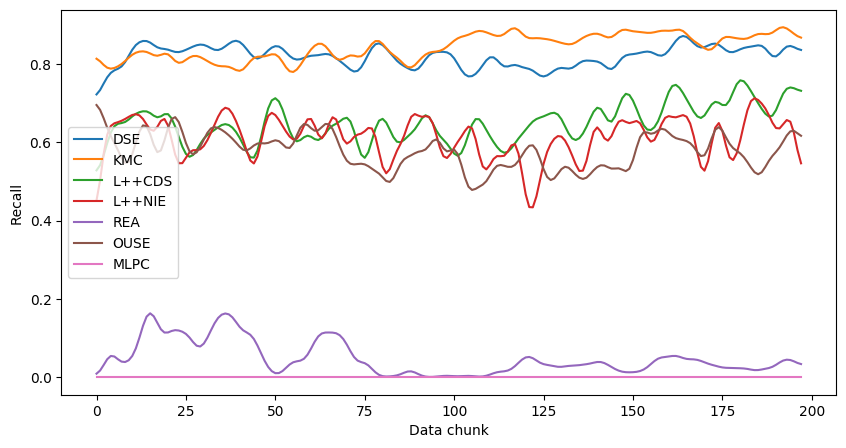 0.8
0.6
0.4
0.2
0.0
Recall
DSE
KMC
L++CDS
L++NIE
REA
OUSE
MLPC
0 25 50 75 100 125 150 175 200
Data chunk